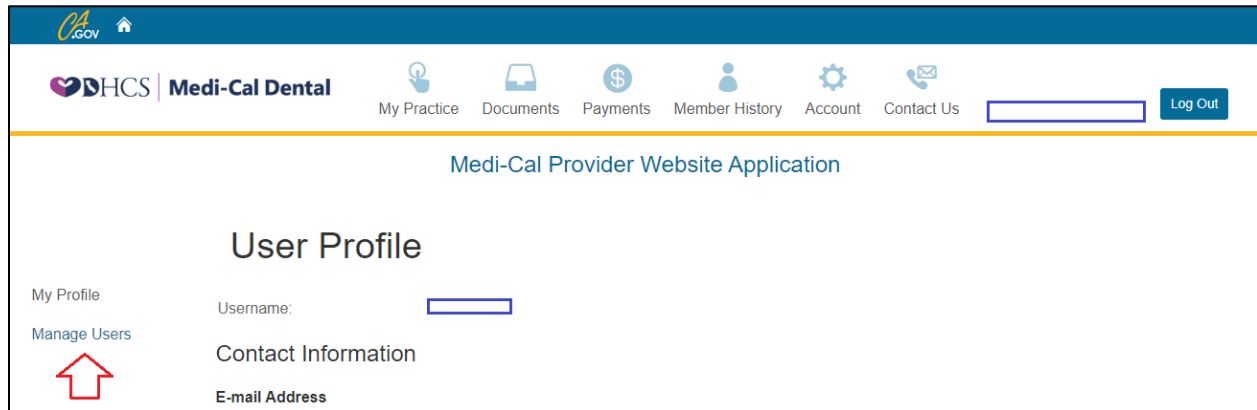 CA.GOV
DHCS Medi-Cal Dental
My Practice Documents Payments Member History Account Contact Us Log Out
Medi-Cal Provider Website Application
User Profile
My Profile
Username:
Manage Users
Contact Information
E-mail Address